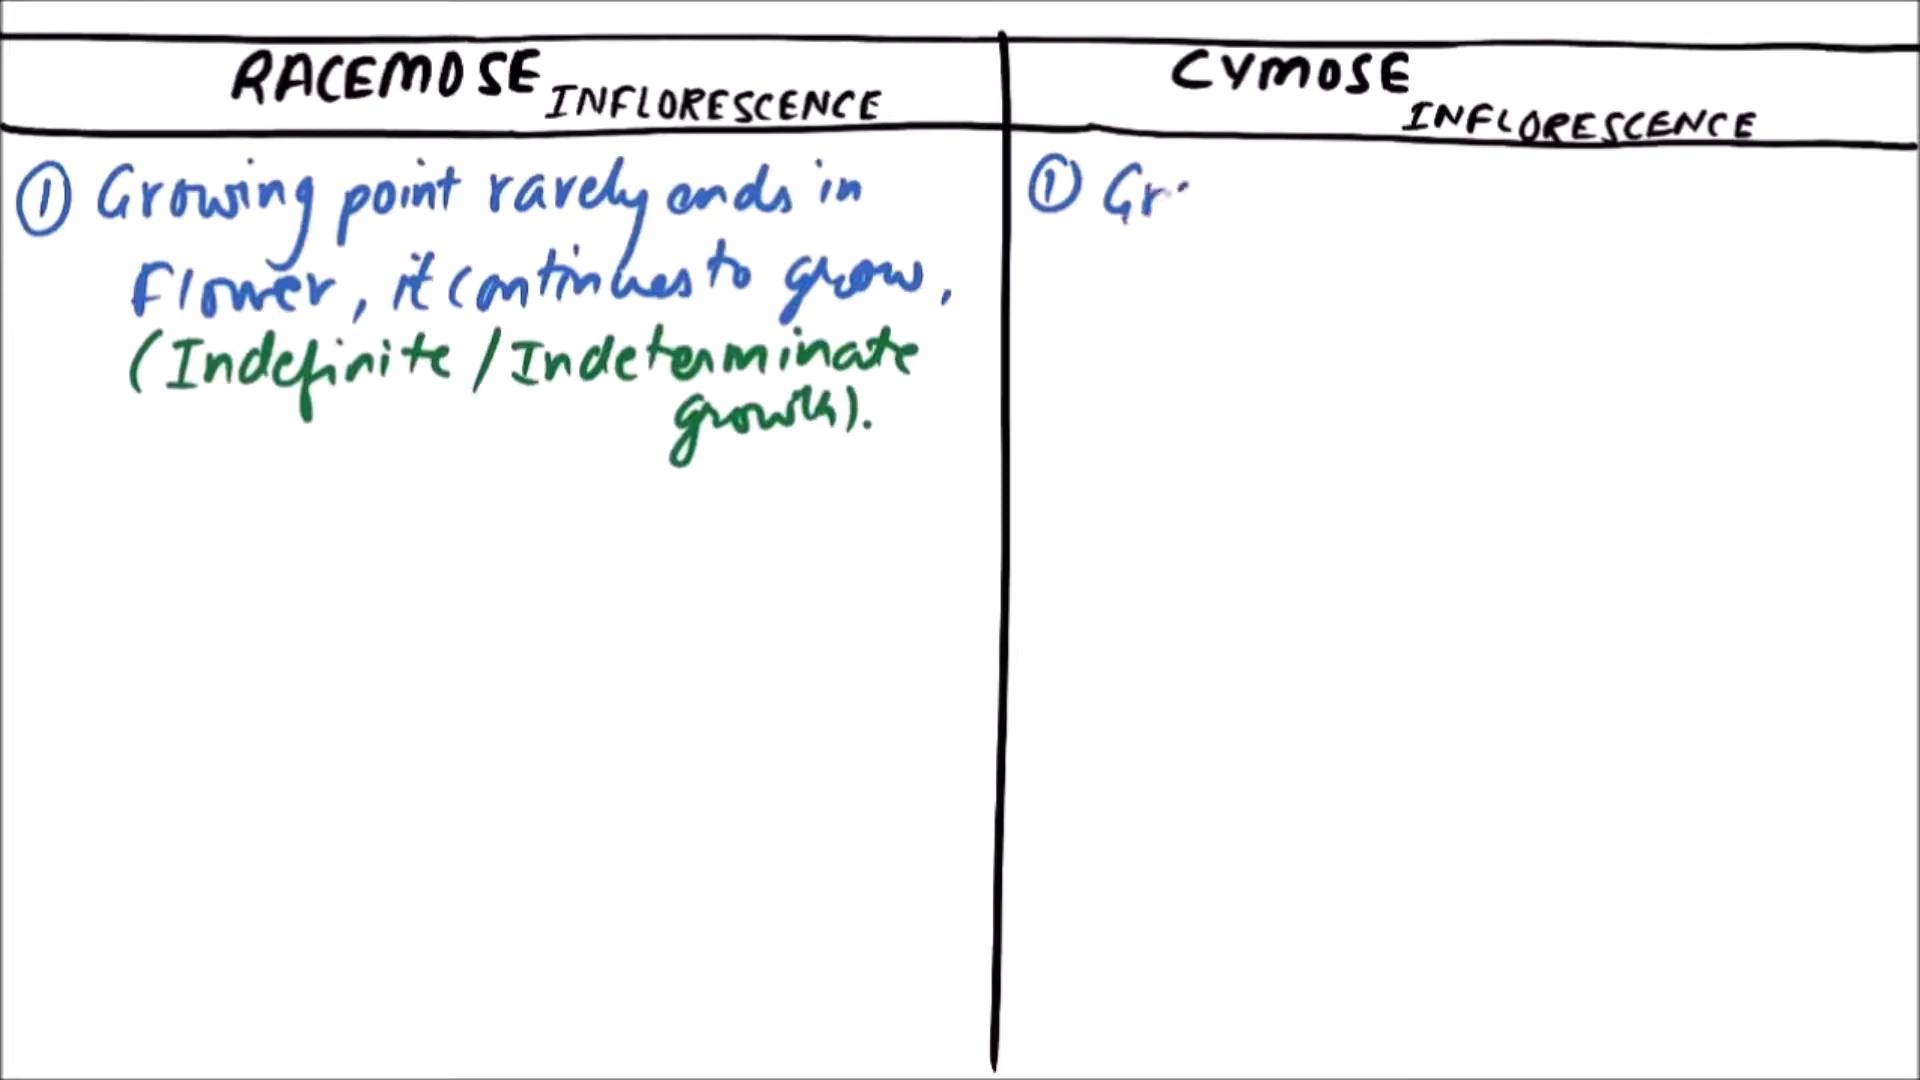 RACEMOSE INFLORESCENCE
CYMOSE INFLORESCENCE
① Growing point rarely ends in
Flower, it continues to grow.
(Indefinite / Indeterminate
growth).
① Gr